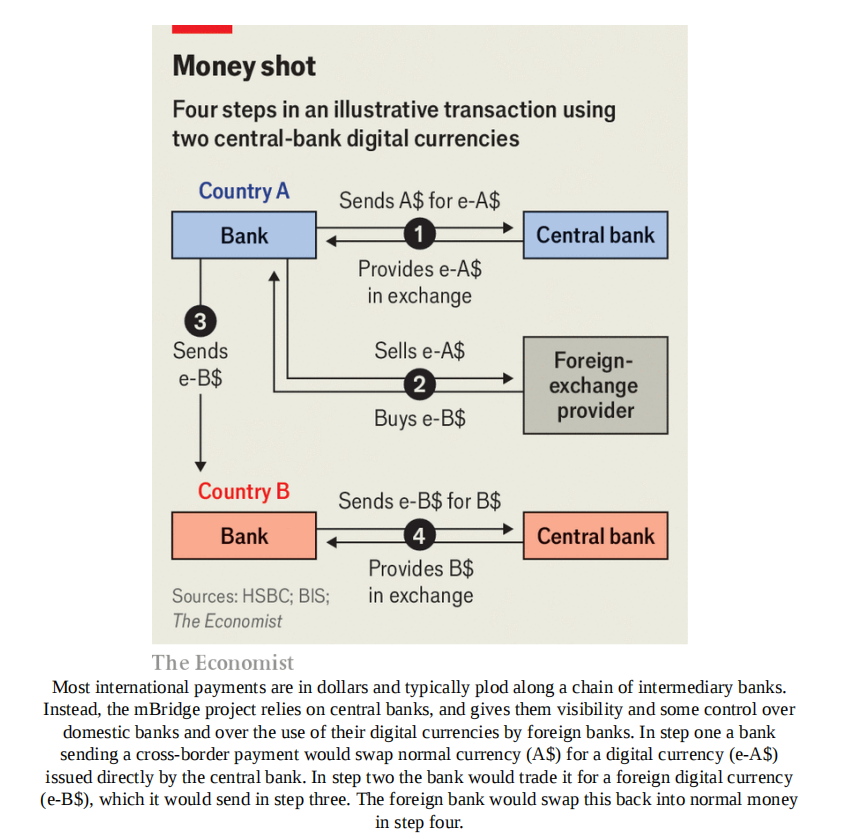 Money shot
Four steps in an illustrative transaction using
two central-bank digital currencies
Country A
Bank
Sends A$ for e-A$
1
Provides e-A$
in exchange
Central bank
3
Sends
e-B$
Sells e-A$
2
Buys e-B$
Foreign-
exchange
provider
Country B
Bank
Sends e-B$ for B$
4
Provides B$
in exchange
Central bank
Sources: HSBC; BIS;
The Economist
The Economist
Most international payments are in dollars and typically plod along a chain of intermediary banks.
Instead, the mBridge project relies on central banks, and gives them visibility and some control over
domestic banks and over the use of their digital currencies by foreign banks. In step one a bank
sending a cross-border payment would swap normal currency (A$) for a digital currency (e-A$)
issued directly by the central bank. In step two the bank would trade it for a foreign digital currency
(e-B$), which it would send in step three. The foreign bank would swap this back into normal money
in step four.